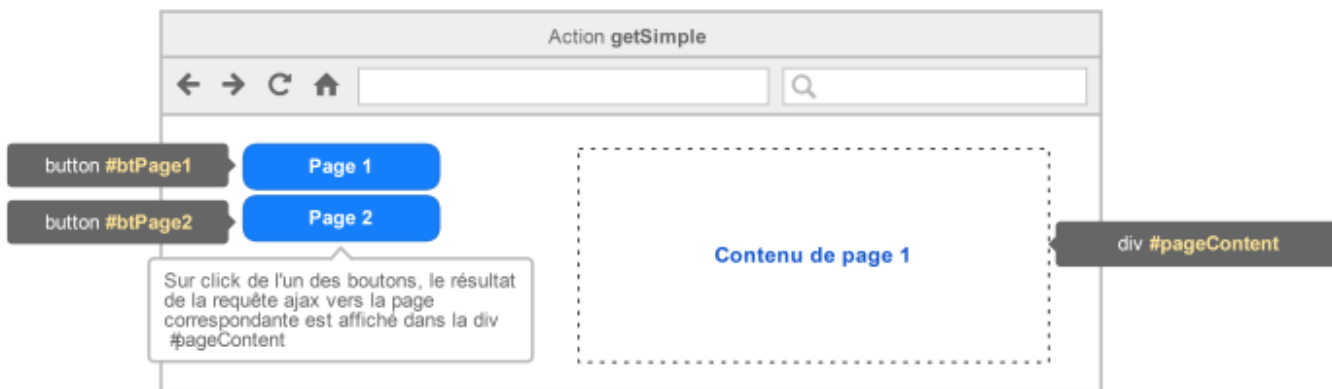 Action getSimple
button #btPage1
Page 1
button #btPage2
Page 2
Sur click de l'un des boutons, le résultat
de la requête ajax vers la page
correspondante est affiché dans la div
#pageContent
Contenu de page 1
div #pageContent